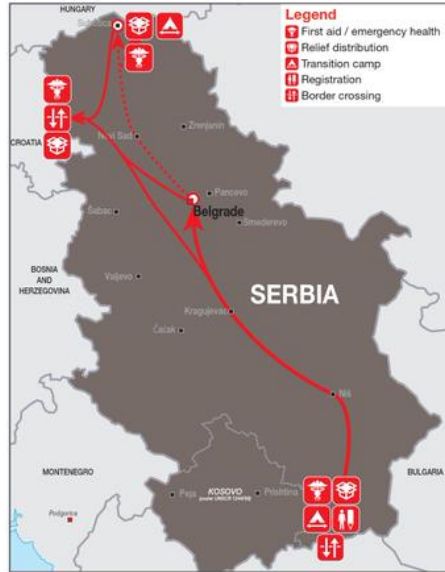 HUNGARY
Legend
First aid / emergency health
Relief distribution
Transition camp
Registration
Border crossing
Subotica
CROATIA
Novi Sad
Zrenjanin
Pancevo
Belgrade
Šabac
Smederevo
BOSNIA
AND
HERZEGOVINA
Valjevo
SERBIA
Kragujevac
Čačak
Niš
MONTENEGRO
KOSOVO
Peja
Prishtina
BULGARIA
Podgorica